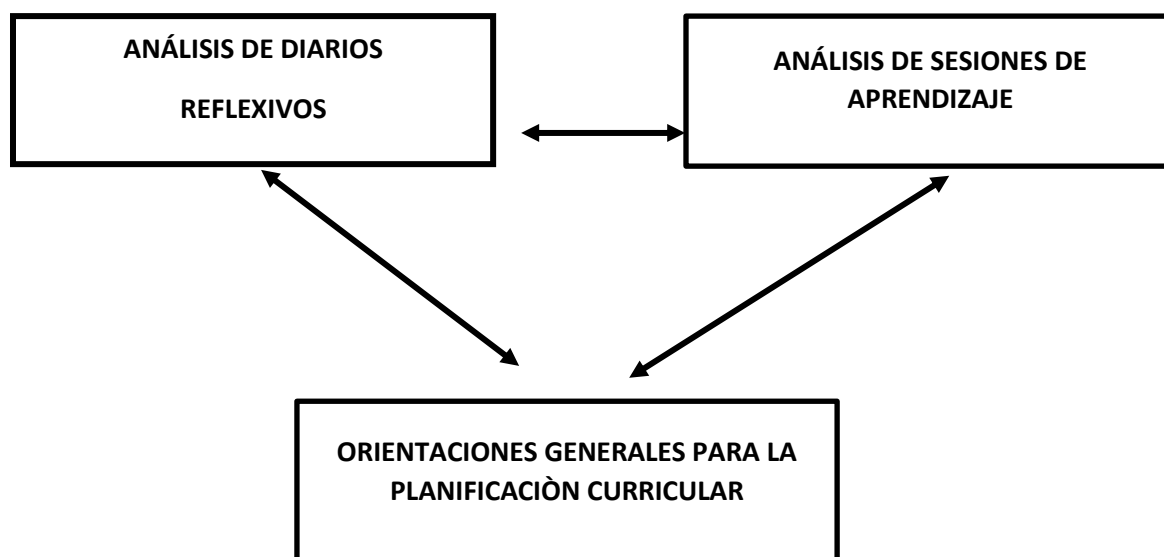 ANÁLISIS DE DIARIOS
REFLEXIVOS
ANÁLISIS DE SESIONES DE
APRENDIZAJE
ORIENTACIONES GENERALES PARA LA
PLANIFICACIÒN CURRICULAR